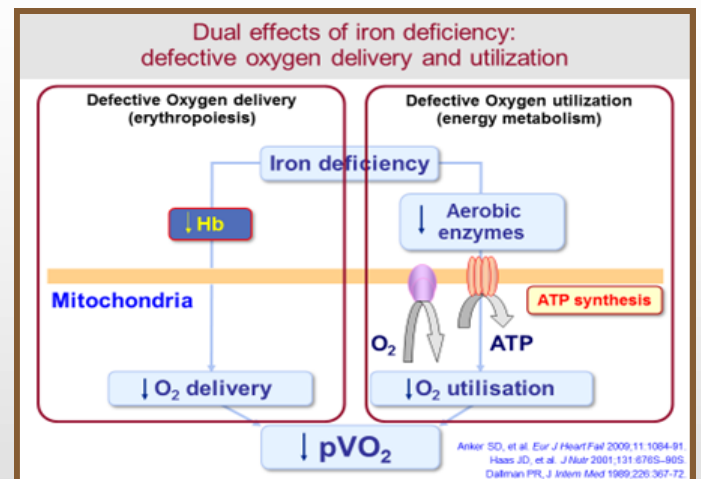 Dual effects of iron deficiency:
defective oxygen delivery and utilization
Defective Oxygen delivery
(erythropoiesis)
Defective Oxygen utilization
(energy metabolism)
Iron deficiency
↓ Hb
↓ Aerobic
enzymes
Mitochondria
ATP synthesis
O₂
ATP
↓ O₂ delivery
↓ O₂ utilisation
↓ pVO₂
Anker SD, et al. Eur J Heart Fail 2009;11:1084-91.
Haas JD, et al. J Nutr 2001;131:676S–90S.
Dallman PR, J Intern Med 1989;226:367-72